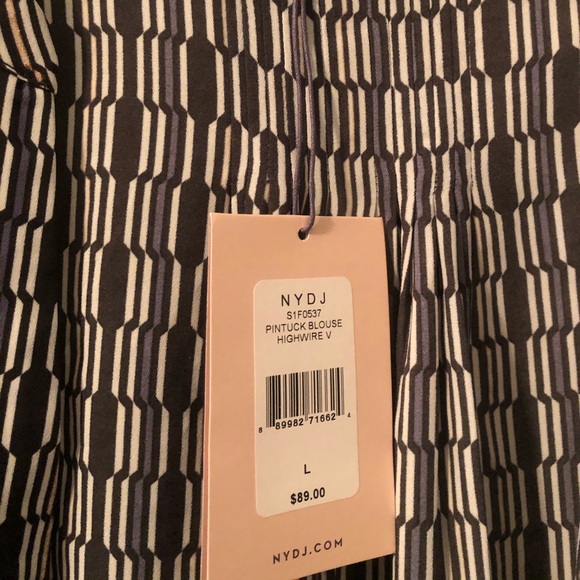 NYDJ
S1F0537
PINTUCK BLOUSE
HIGHWIRE V
8 89982 71662 4
L
$89.00
NYDJ.COM